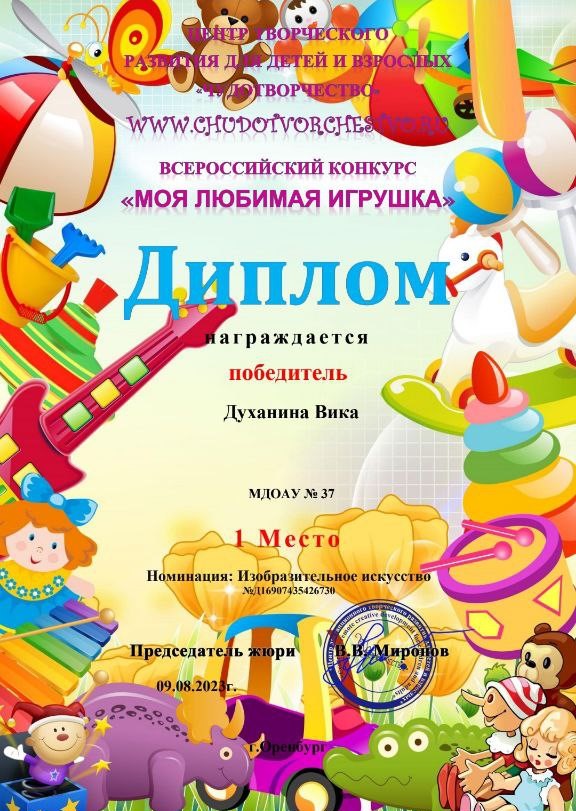 ЦЕНТР ТВОРЧЕСКОГО
РАЗВИТИЯ ДЛЯ ДЕТЕЙ И ВЗРОСЛЫХ
«ЧУДОТВОРЧЕСТВО»
WWW.CHUDOTVORCHESTVO.RU
ВСЕРОССИЙСКИЙ КОНКУРС
«МОЯ ЛЮБИМАЯ ИГРУШКА»
Диплом
награждается
победитель
Духанина Вика
МДОАУ № 37
1 Место
Номинация: Изобразительное искусство
№Д16907435426730
Председатель жюри В.В. Миронов
09.08.2023г.
г.Оренбург